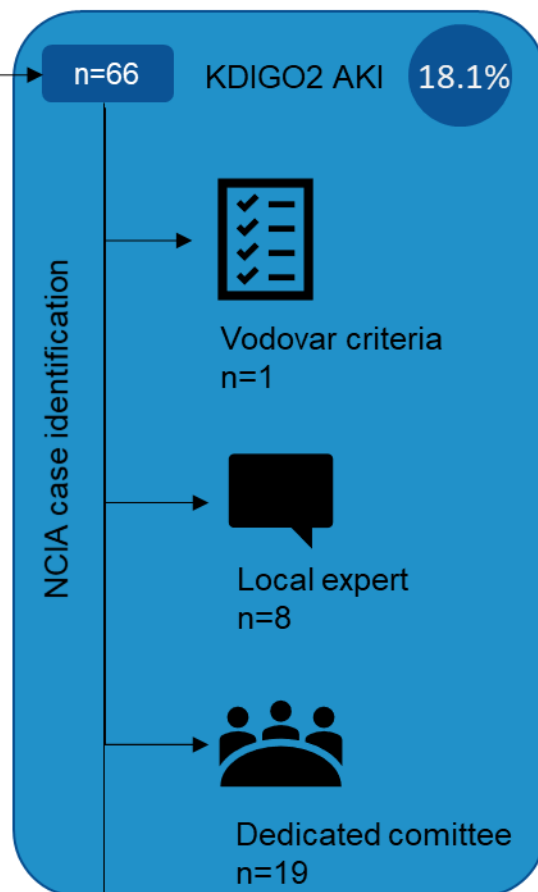 n=66 KDIGO2 AKI 18.1%
NCIA case identification
Vodovar criteria
n=1
Local expert
n=8
Dedicated comittee
n=19